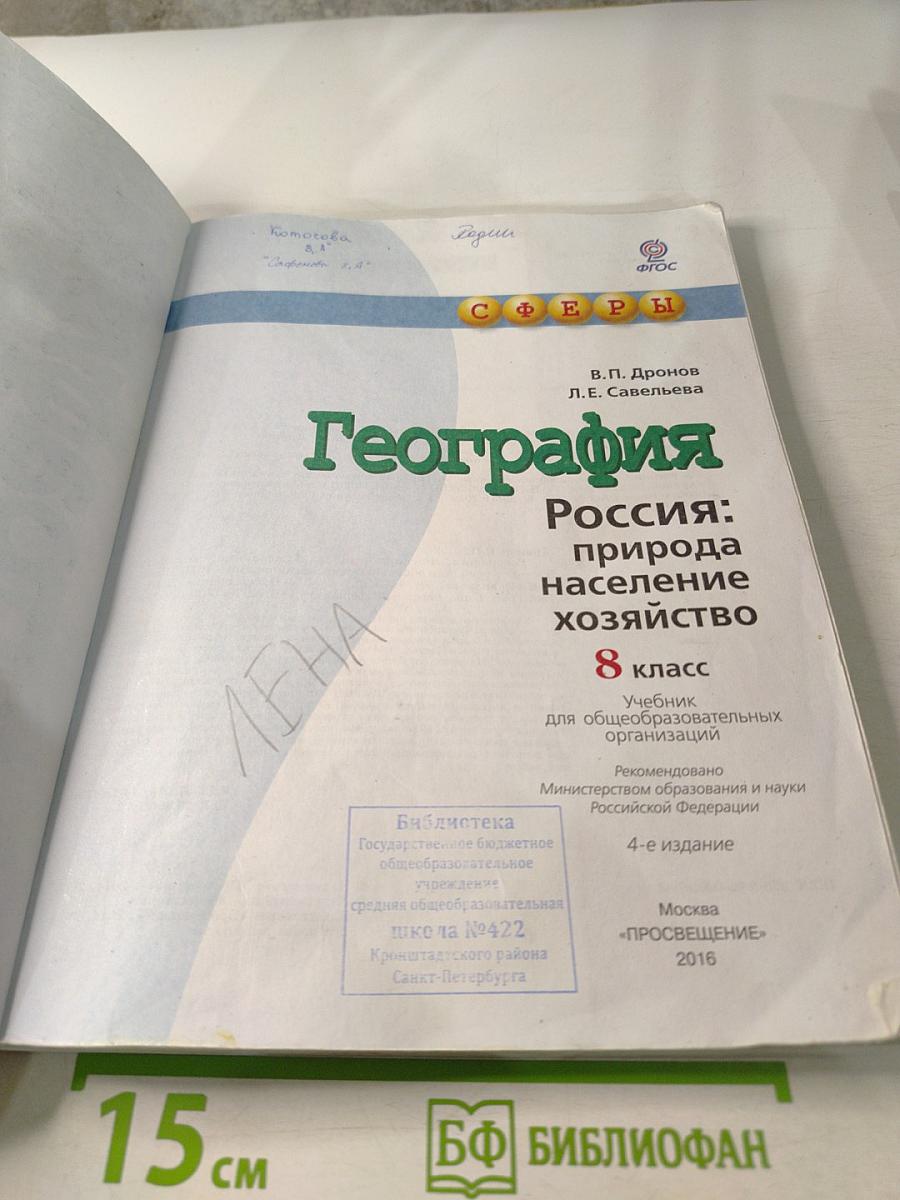 Котосова
8 "А"
ФГОС
СФЕРЫ
В.П. Дронов
Л.Е. Савельева
География
Россия:
природа
население
хозяйство
8 класс
Учебник
для общеобразовательных
организаций
Рекомендовано
Министерством образования и науки
Российской Федерации
4-е издание
Москва
«ПРОСВЕЩЕНИЕ»
2016
ЛЕНА
Библиотека
Государственное бюджетное
общеобразовательное
учреждение
средняя общеобразовательная
школа №422
Кронштадтского района
Санкт-Петербурга
15 см
БФ БИБЛИОФАН